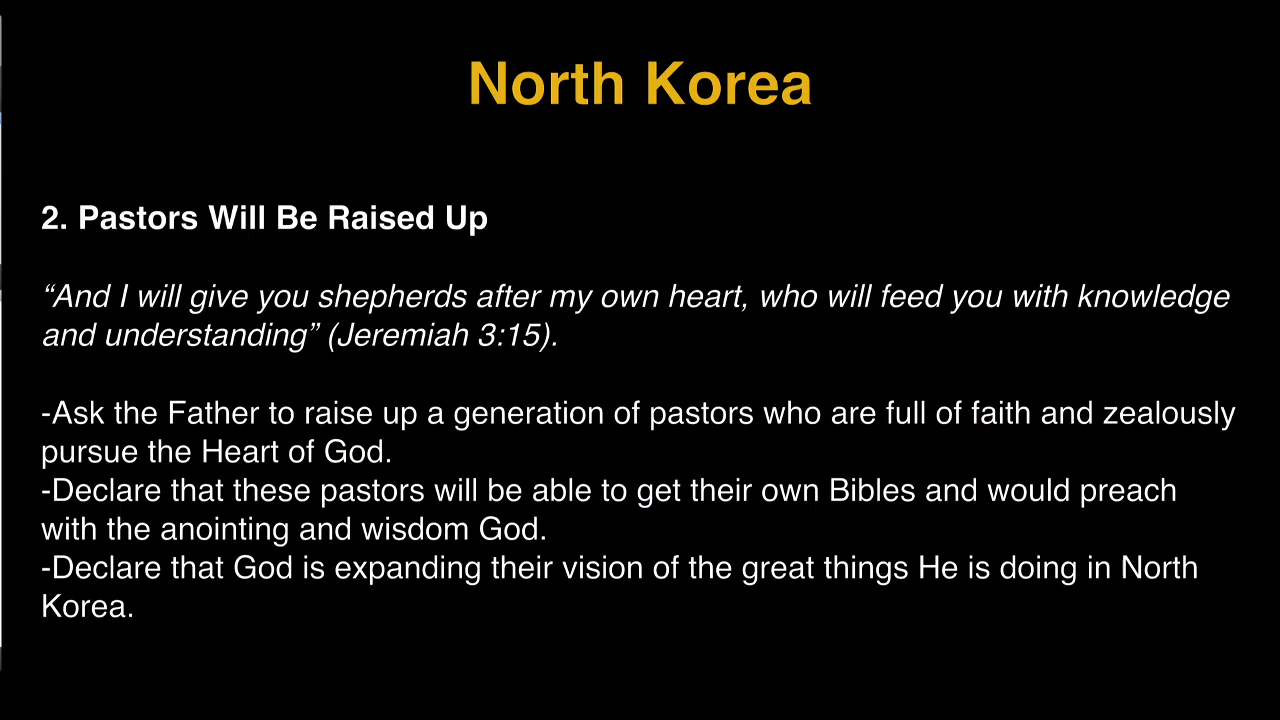 North Korea
2. Pastors Will Be Raised Up
“And I will give you shepherds after my own heart, who will feed you with knowledge
and understanding” (Jeremiah 3:15).
-Ask the Father to raise up a generation of pastors who are full of faith and zealously
pursue the Heart of God.
-Declare that these pastors will be able to get their own Bibles and would preach
with the anointing and wisdom God.
-Declare that God is expanding their vision of the great things He is doing in North
Korea.